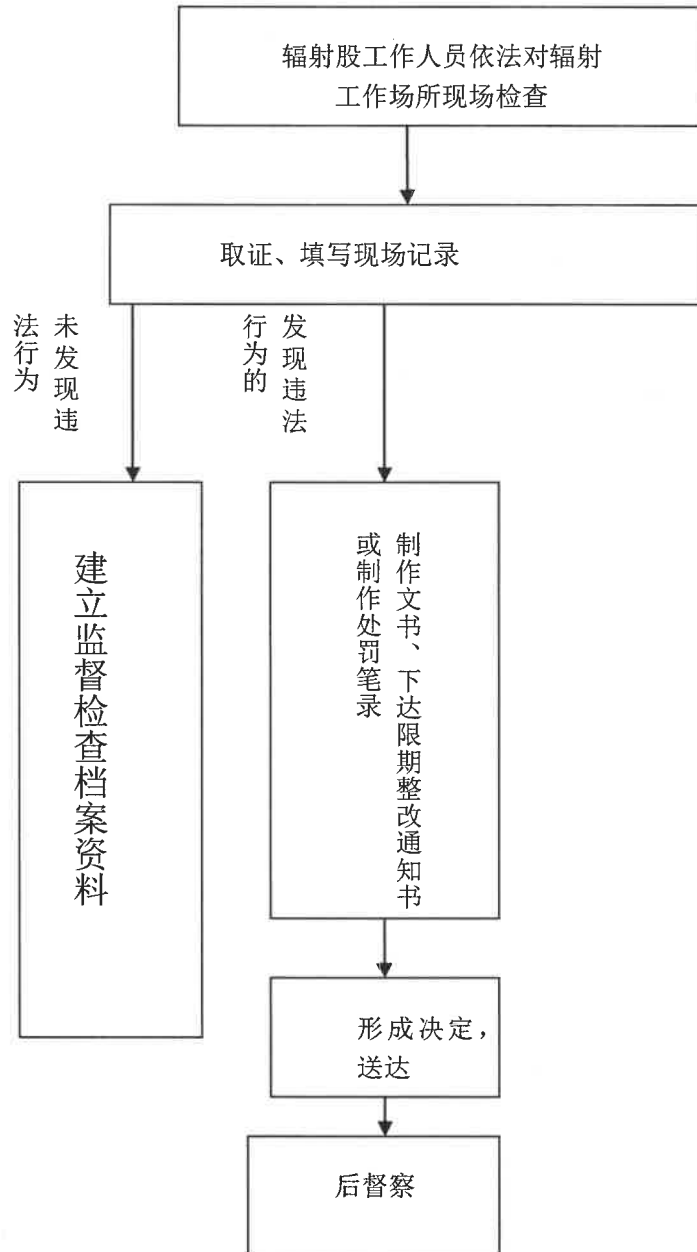 辐射股工作人员依法对辐射
工作场所现场检查
取证、填写现场记录
未发现违
法行为
发现违法
行为的
建立监督检查档案资料
制作文书、下达限期整改通知书
或制作处罚笔录
形成决定，
送达
后督察